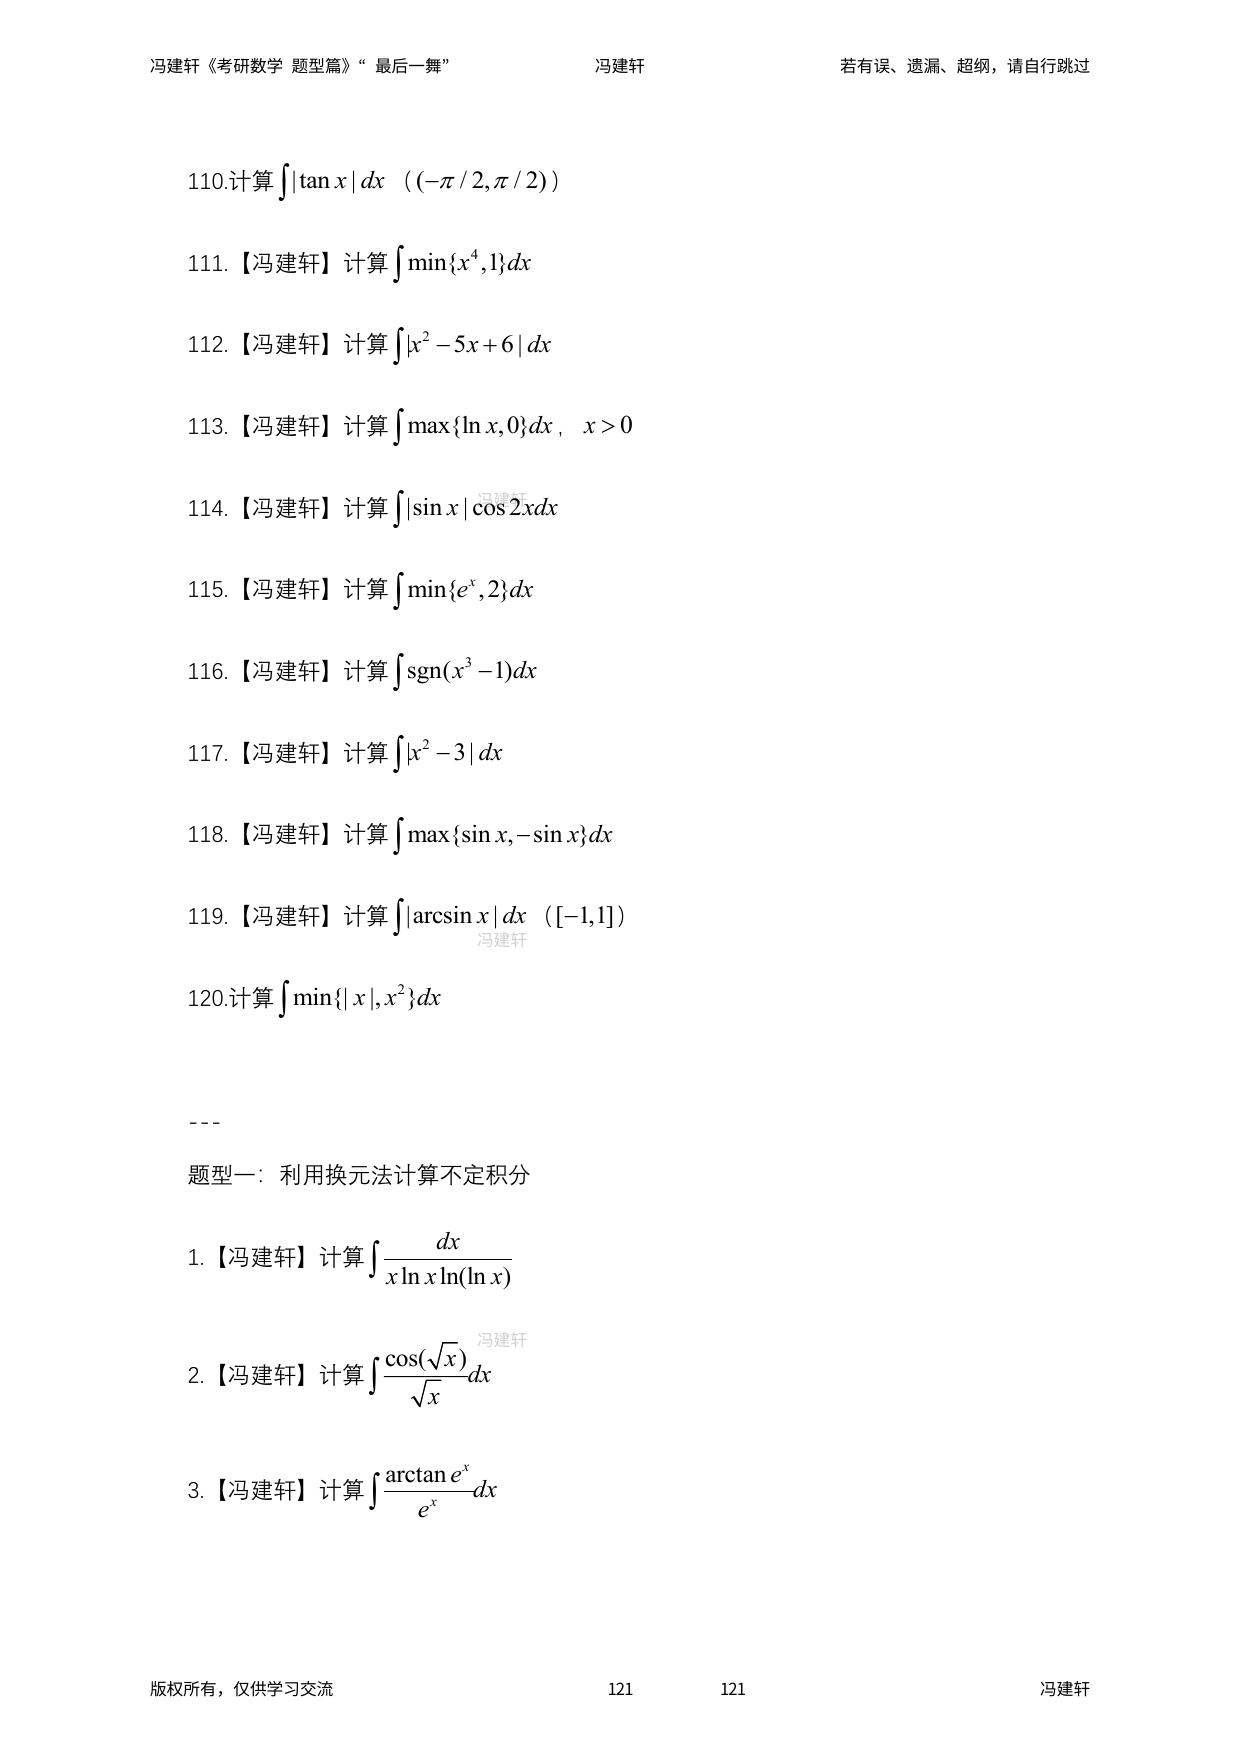 冯建轩《考研数学 题型篇》“ 最后一舞” 冯建轩 若有误、遗漏、超纲，请自行跳过
110.计算∫|tan x| dx （(−π / 2, π / 2)）
111.【冯建轩】计算∫min{x⁴,1}dx
112.【冯建轩】计算∫|x² − 5x + 6| dx
113.【冯建轩】计算∫max{ln x,0}dx， x > 0
114.【冯建轩】计算∫|sin x| cos 2xdx
冯建轩
115.【冯建轩】计算∫min{eˣ,2}dx
116.【冯建轩】计算∫sgn(x³ −1)dx
117.【冯建轩】计算∫|x² − 3| dx
118.【冯建轩】计算∫max{sin x,−sin x}dx
119.【冯建轩】计算∫|arcsin x| dx （[−1,1]）
冯建轩
120.计算∫min{| x |, x²}dx
---
题型一：利用换元法计算不定积分
1.【冯建轩】计算∫ dx / (x ln x ln(ln x))
冯建轩
2.【冯建轩】计算∫ cos(√x) / √x dx
3.【冯建轩】计算∫ arctan eˣ / eˣ dx
版权所有，仅供学习交流 121 121 冯建轩